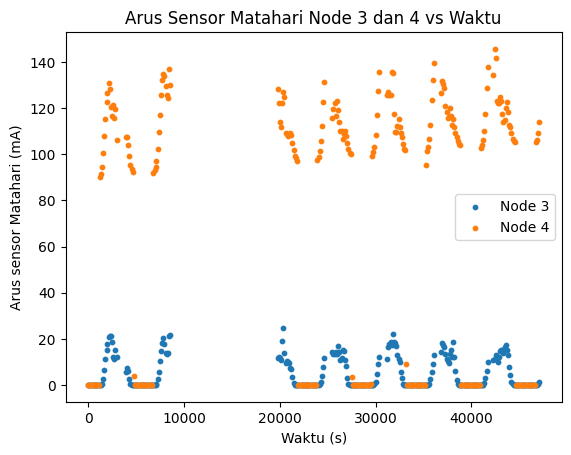 Arus Sensor Matahari Node 3 dan 4 vs Waktu
Arus sensor Matahari (mA)
140
120
100
80
60
40
20
0
Node 3
Node 4
0 10000 20000 30000 40000
Waktu (s)